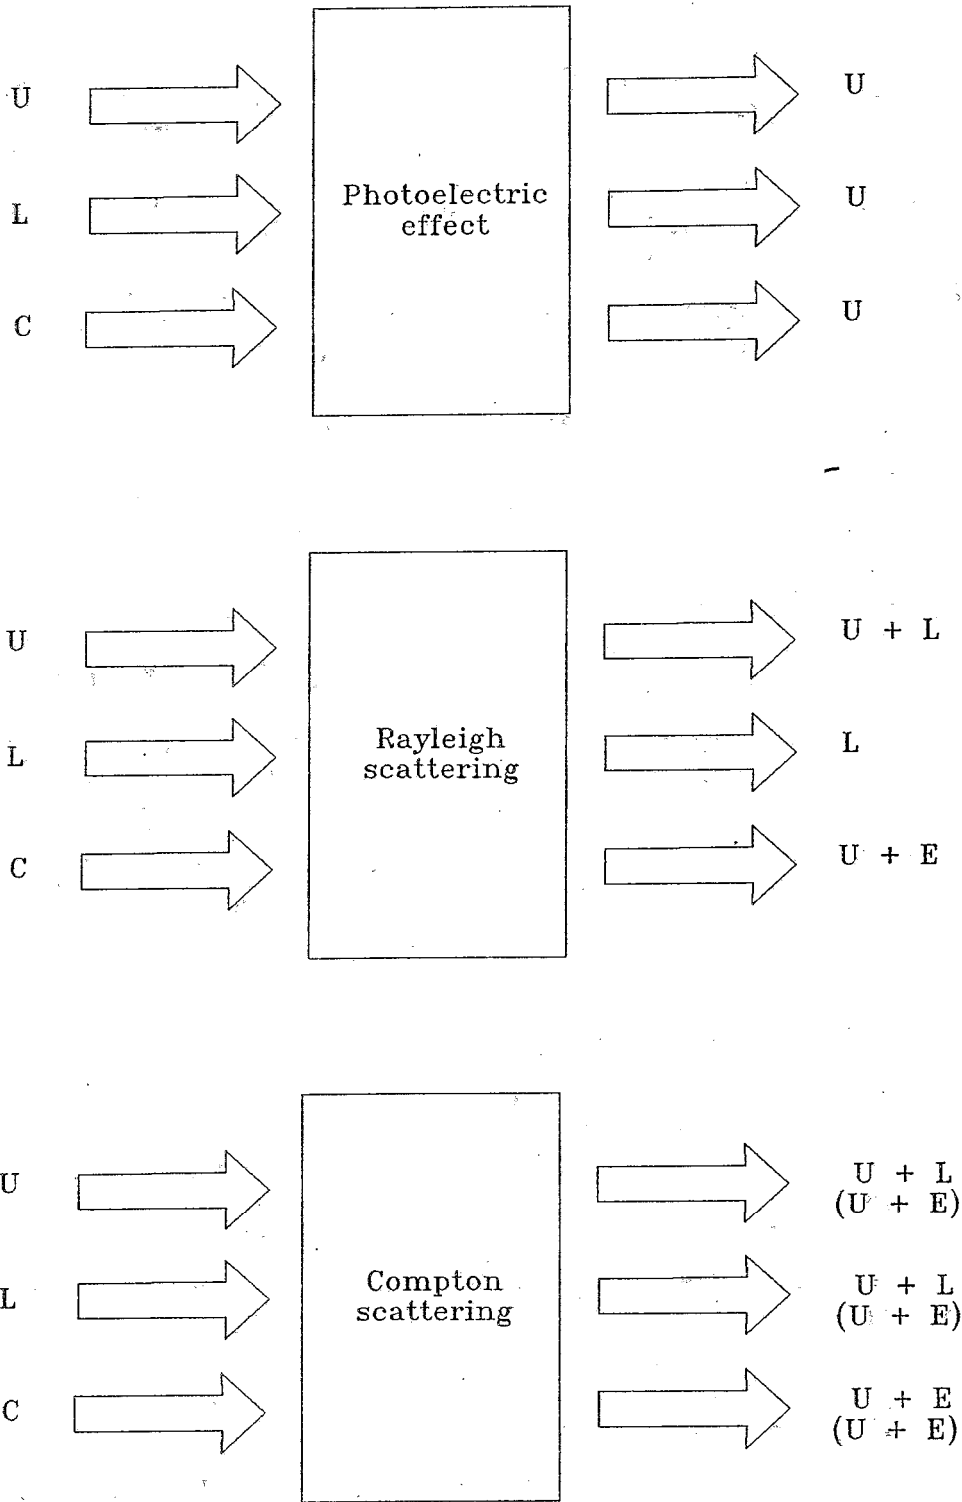 U
U
L
Photoelectric
effect
U
C
U
U
U + L
L
Rayleigh
scattering
L
C
U + E
U
U + L
(U + E)
L
Compton
scattering
U + L
(U + E)
C
U + E
(U + E)